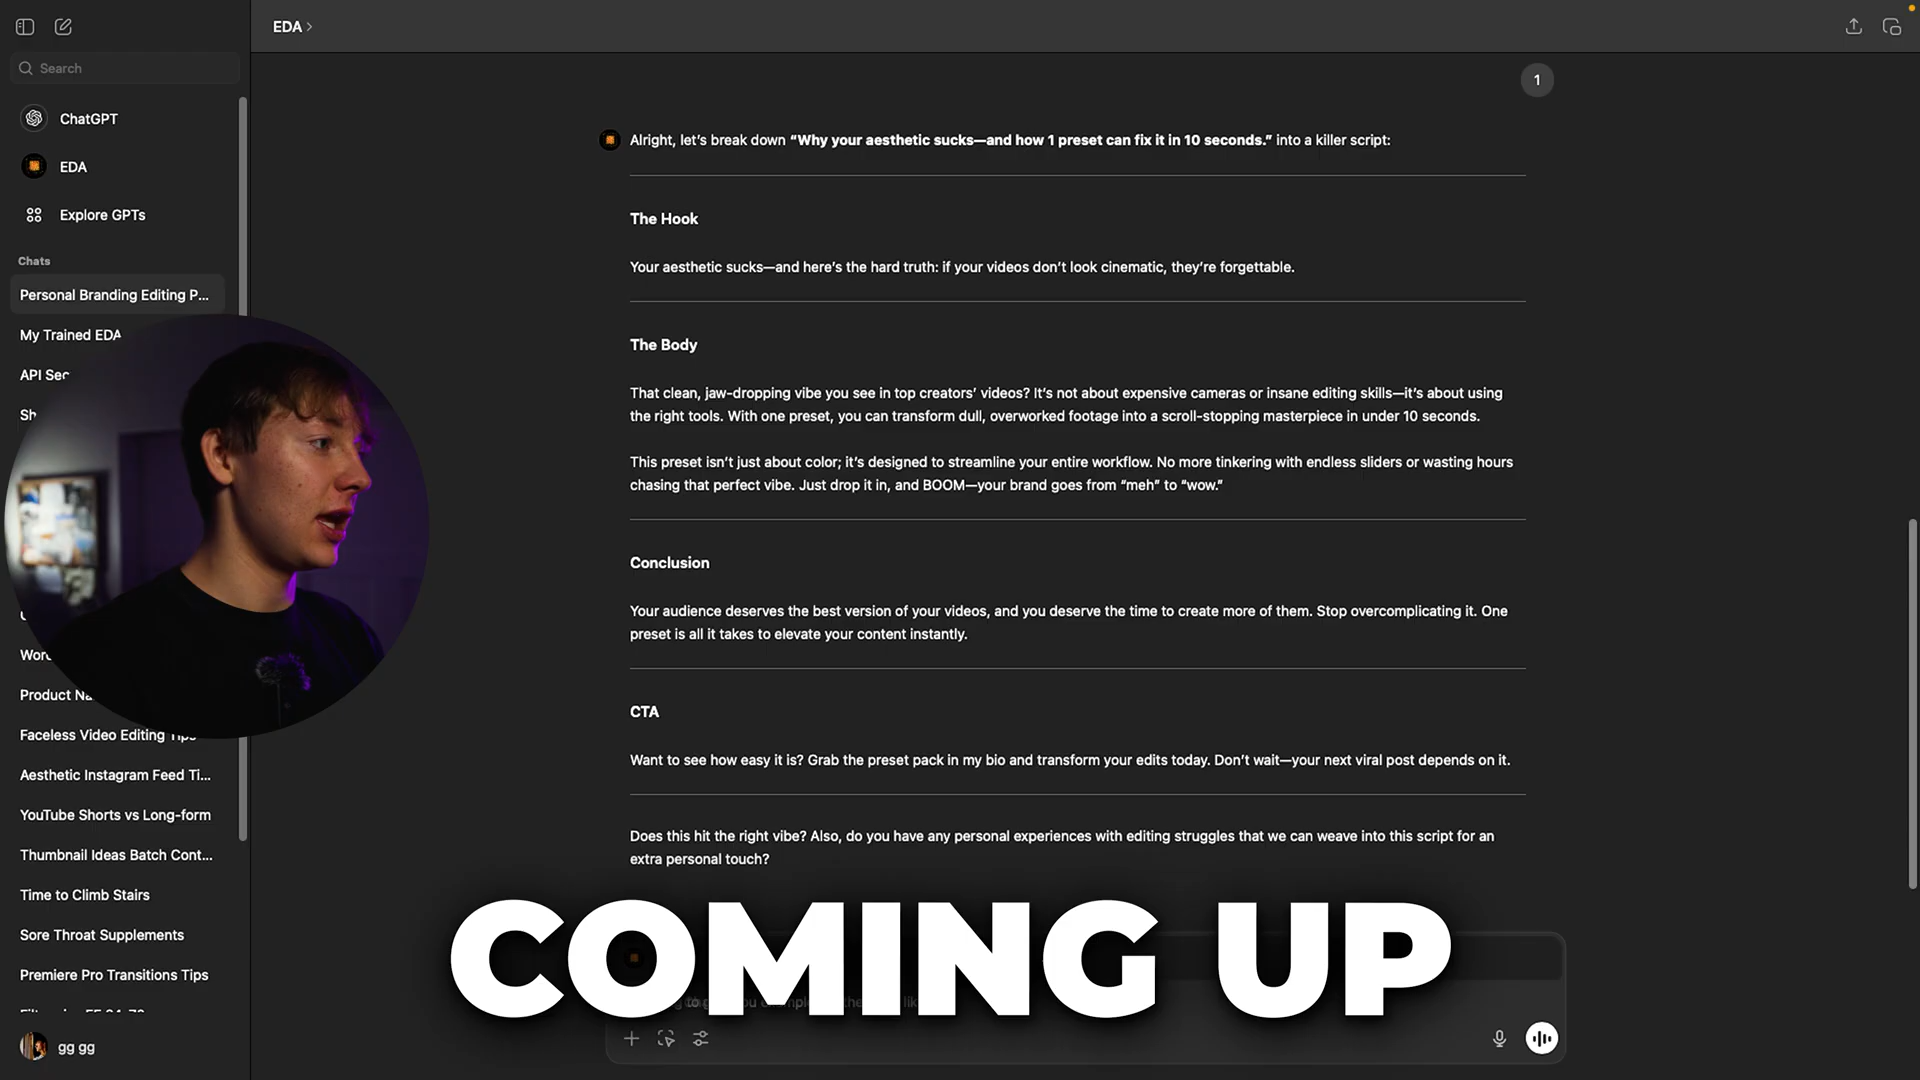 EDA
Search
ChatGPT
EDA
Explore GPTs
Chats
Personal Branding Editing P...
My Trained EDA
API Sec
Sh
Word
Product Na
Faceless Video Editing Tips
Aesthetic Instagram Feed Ti...
YouTube Shorts vs Long-form
Thumbnail Ideas Batch Cont...
Time to Climb Stairs
Sore Throat Supplements
Premiere Pro Transitions Tips
gg gg
1
Alright, let’s break down “Why your aesthetic sucks—and how 1 preset can fix it in 10 seconds.” into a killer script:
The Hook
Your aesthetic sucks—and here’s the hard truth: if your videos don’t look cinematic, they’re forgettable.
The Body
That clean, jaw-dropping vibe you see in top creators’ videos? It’s not about expensive cameras or insane editing skills—it’s about using
the right tools. With one preset, you can transform dull, overworked footage into a scroll-stopping masterpiece in under 10 seconds.
This preset isn’t just about color; it’s designed to streamline your entire workflow. No more tinkering with endless sliders or wasting hours
chasing that perfect vibe. Just drop it in, and BOOM—your brand goes from “meh” to “wow.”
Conclusion
Your audience deserves the best version of your videos, and you deserve the time to create more of them. Stop overcomplicating it. One
preset is all it takes to elevate your content instantly.
CTA
Want to see how easy it is? Grab the preset pack in my bio and transform your edits today. Don’t wait—your next viral post depends on it.
Does this hit the right vibe? Also, do you have any personal experiences with editing struggles that we can weave into this script for an
extra personal touch?
COMING UP